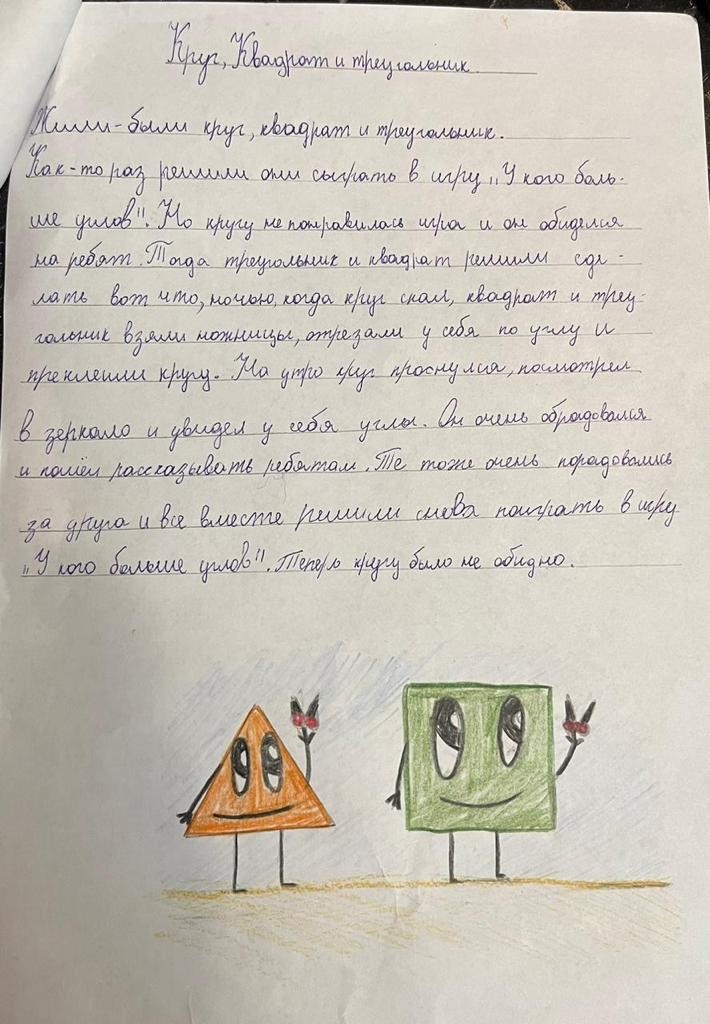 Круг, Квадрат и треугольник.
Жили-были круг, квадрат и треугольник.
Как-то раз решили они сыграть в игру „У кого боль-
ше углов". Но кругу не понравилась игра и он обиделся
на ребят. Тогда треугольник и квадрат решили сде-
лать вот что, ночью, когда круг спал, квадрат и треу-
гольник взяли ножницы, отрезали у себя по углу и
преклеили кругу. На утро круг проснулся, посмотрел
в зеркало и увидел у себя углы. Он очень обрадовался
и пошёл рассказывать ребятам. Те тоже очень порадовались
за друга и все вместе решили снова поиграть в игру
„У кого больше углов". Теперь кругу было не обидно.